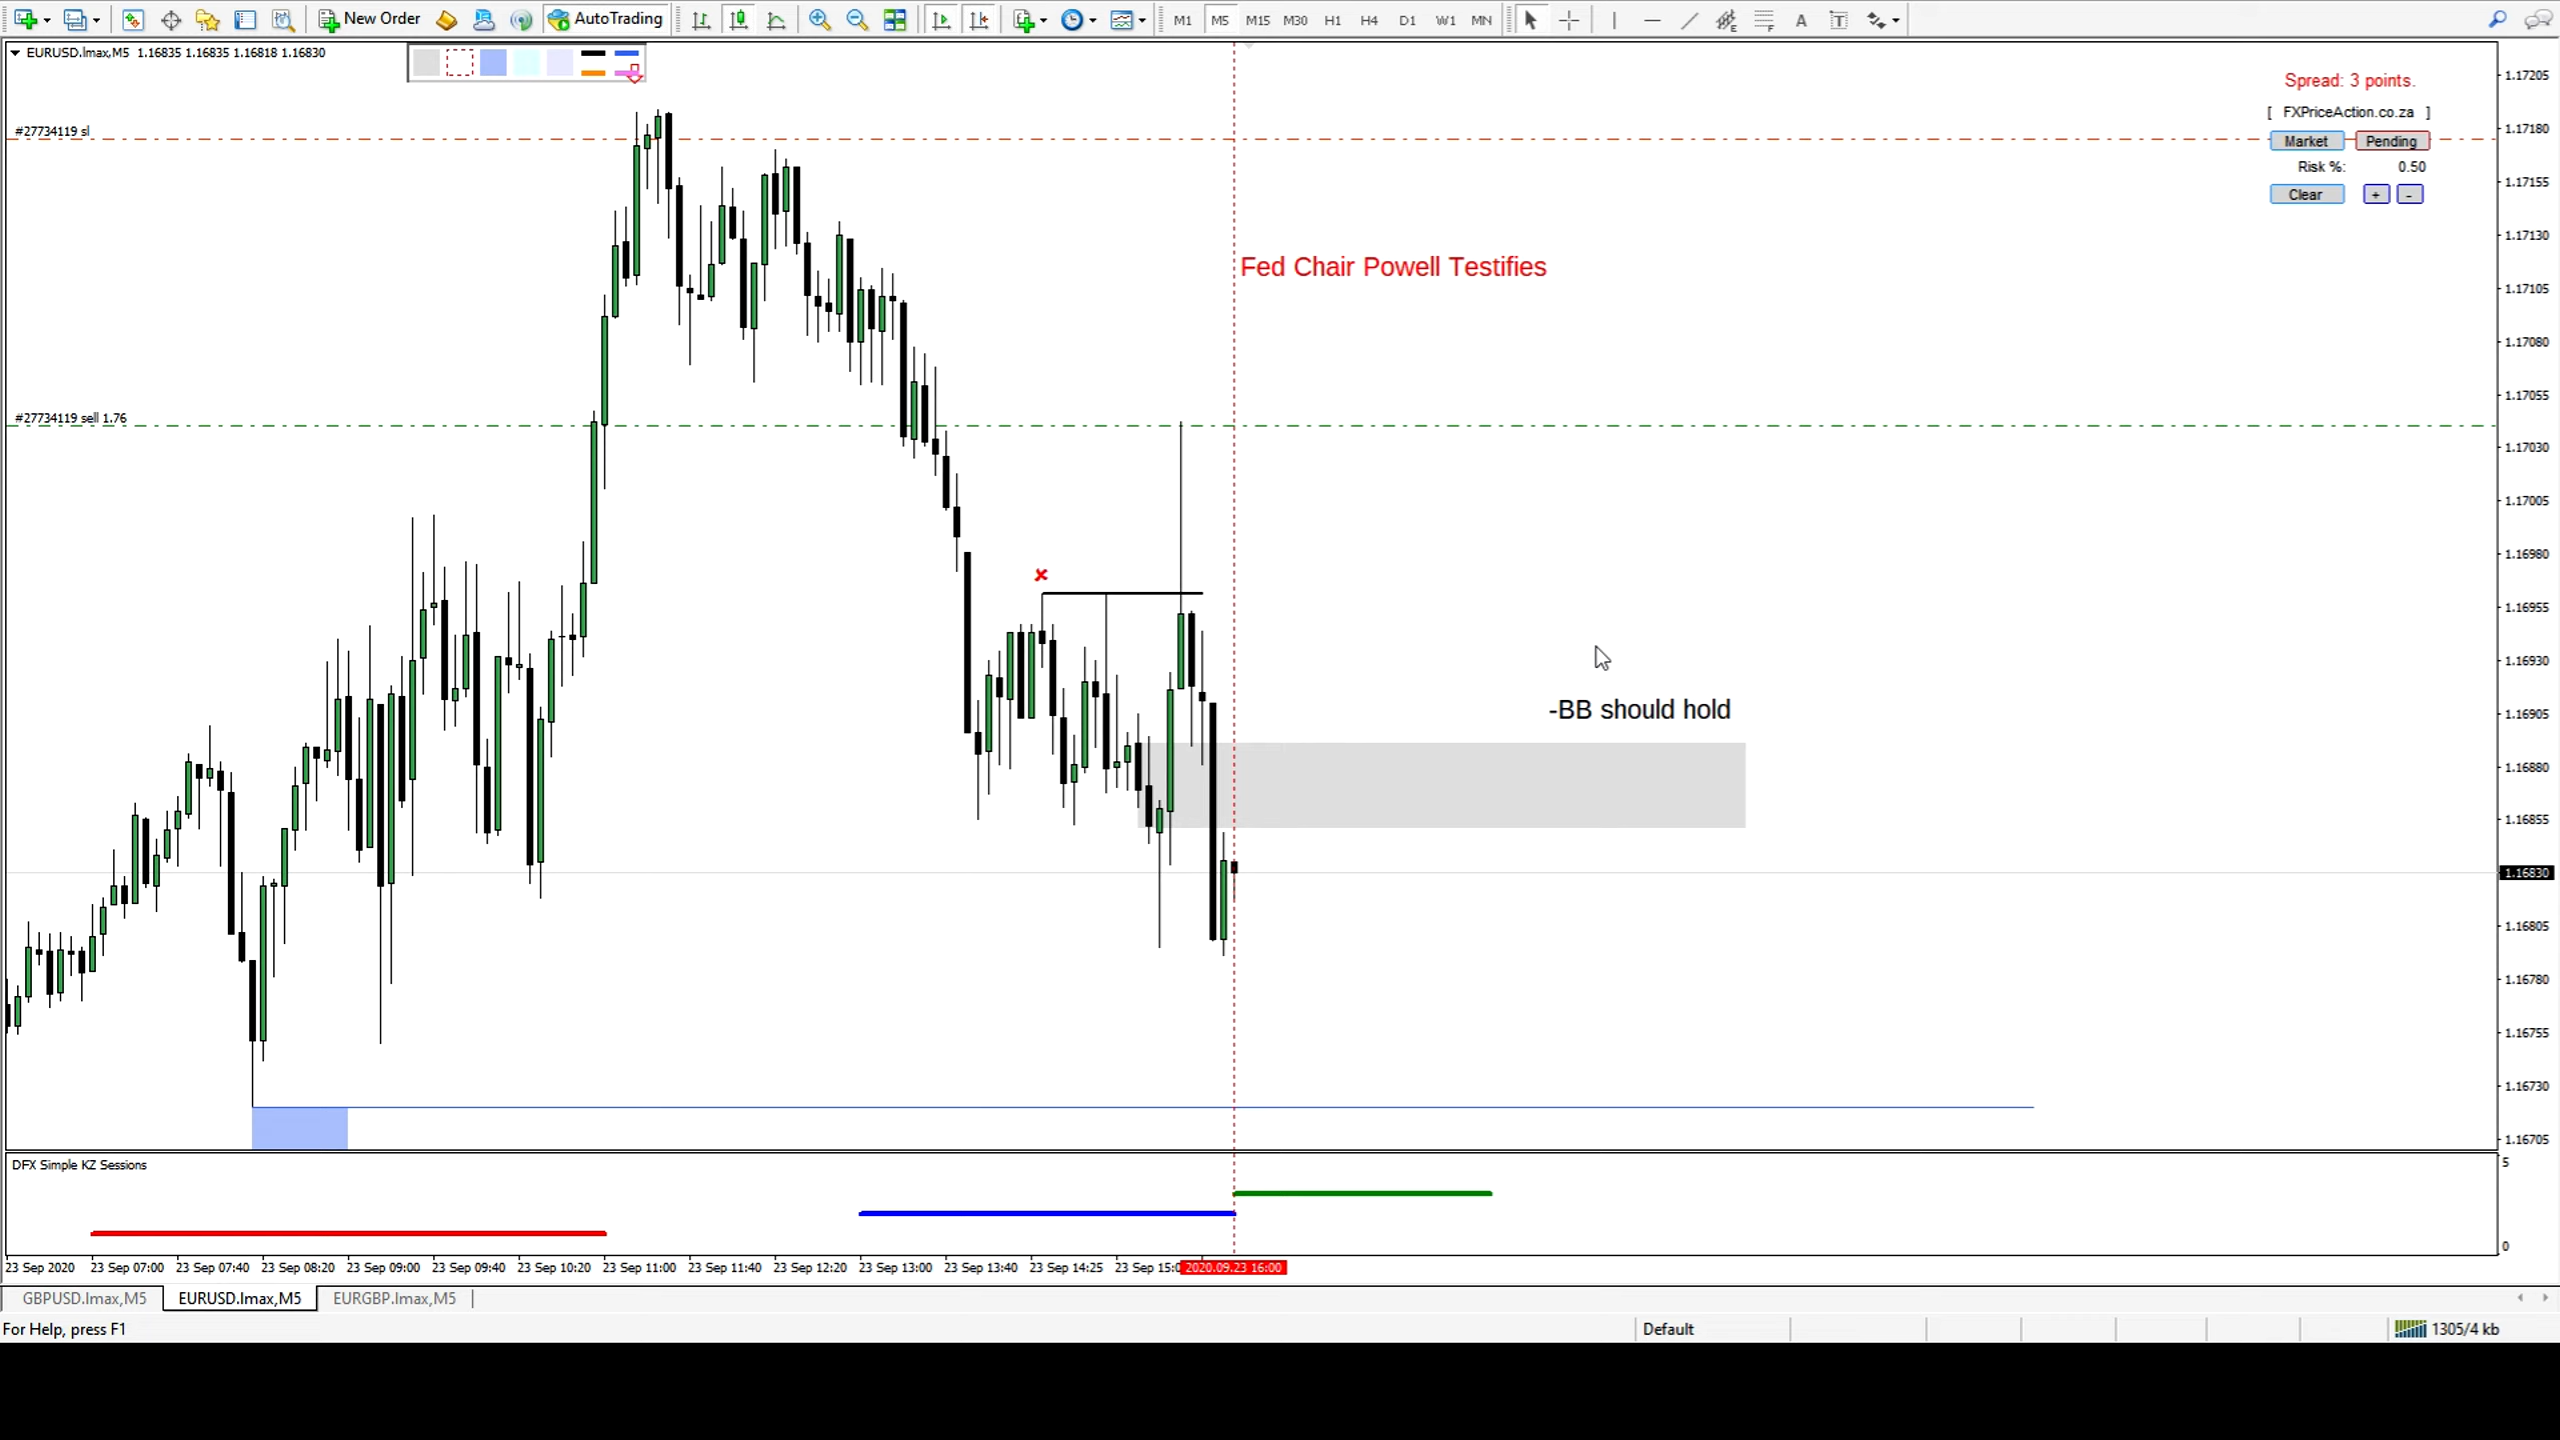 New Order AutoTrading M1 M5 M15 M30 H1 H4 D1 W1 MN
EURUSD.lmax,M5 1.16835 1.16835 1.16818 1.16830
Spread: 3 points.
[ FXPriceAction.co.za ]
Market Pending
Risk %: 0.50
Clear + -
#27734119 sl
#27734119 sell 1.76
Fed Chair Powell Testifies
-BB should hold
1.17205
1.17180
1.17155
1.17130
1.17105
1.17080
1.17055
1.17030
1.17005
1.16980
1.16955
1.16930
1.16905
1.16880
1.16855
1.16830
1.16805
1.16780
1.16755
1.16730
1.16705
DFX Simple KZ Sessions
5
0
23 Sep 2020 23 Sep 07:00 23 Sep 07:40 23 Sep 08:20 23 Sep 09:00 23 Sep 09:40 23 Sep 10:20 23 Sep 11:00 23 Sep 11:40 23 Sep 12:20 23 Sep 13:00 23 Sep 13:40 23 Sep 14:25 23 Sep 15:0 2020.09.23 16:00
GBPUSD.lmax,M5 EURUSD.lmax,M5 EURGBP.lmax,M5
For Help, press F1 Default 1305/4 kb